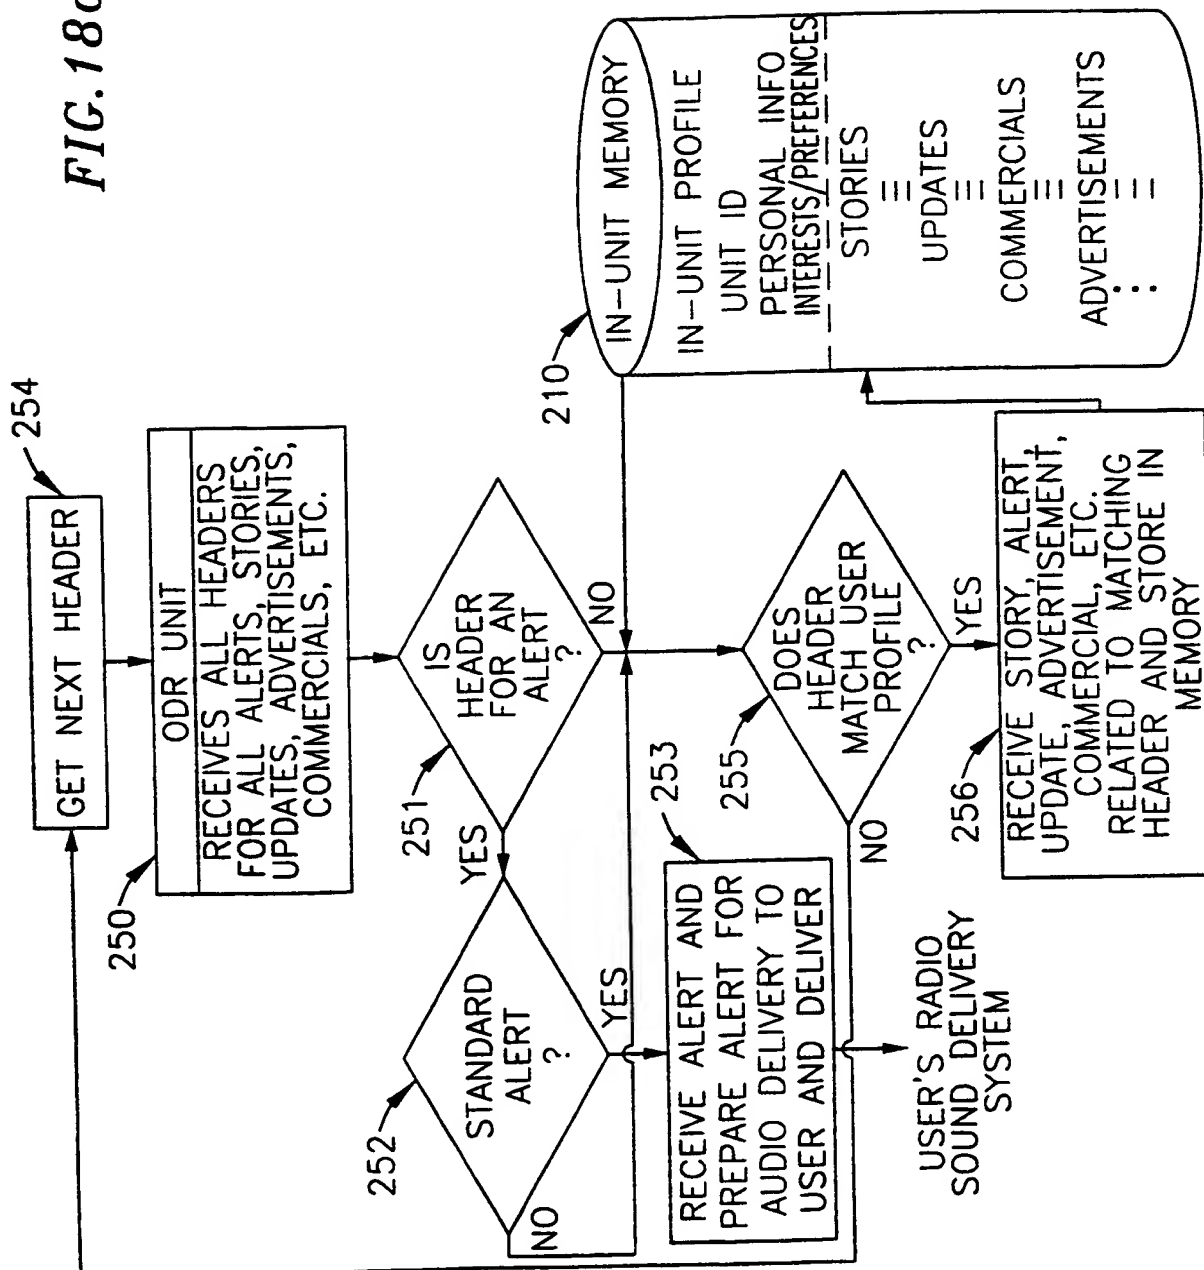 FIG.18a
254
GET NEXT HEADER
250
ODR UNIT
RECEIVES ALL HEADERS
FOR ALL ALERTS, STORIES,
UPDATES, ADVERTISEMENTS,
COMMERCIALS, ETC.
251
IS
HEADER
FOR AN
ALERT
?
YES
NO
252
STANDARD
ALERT
?
YES
NO
253
RECEIVE ALERT AND
PREPARE ALERT FOR
AUDIO DELIVERY TO
USER AND DELIVER
USER'S RADIO
SOUND DELIVERY
SYSTEM
255
DOES
HEADER
MATCH USER
PROFILE
?
NO
YES
256
RECEIVE STORY, ALERT,
UPDATE, ADVERTISEMENT,
COMMERCIAL, ETC.
RELATED TO MATCHING
HEADER AND STORE IN
MEMORY
210
IN-UNIT MEMORY
IN-UNIT PROFILE
UNIT ID
PERSONAL INFO
INTERESTS/PREFERENCES
STORIES
UPDATES
COMMERCIALS
ADVERTISEMENTS